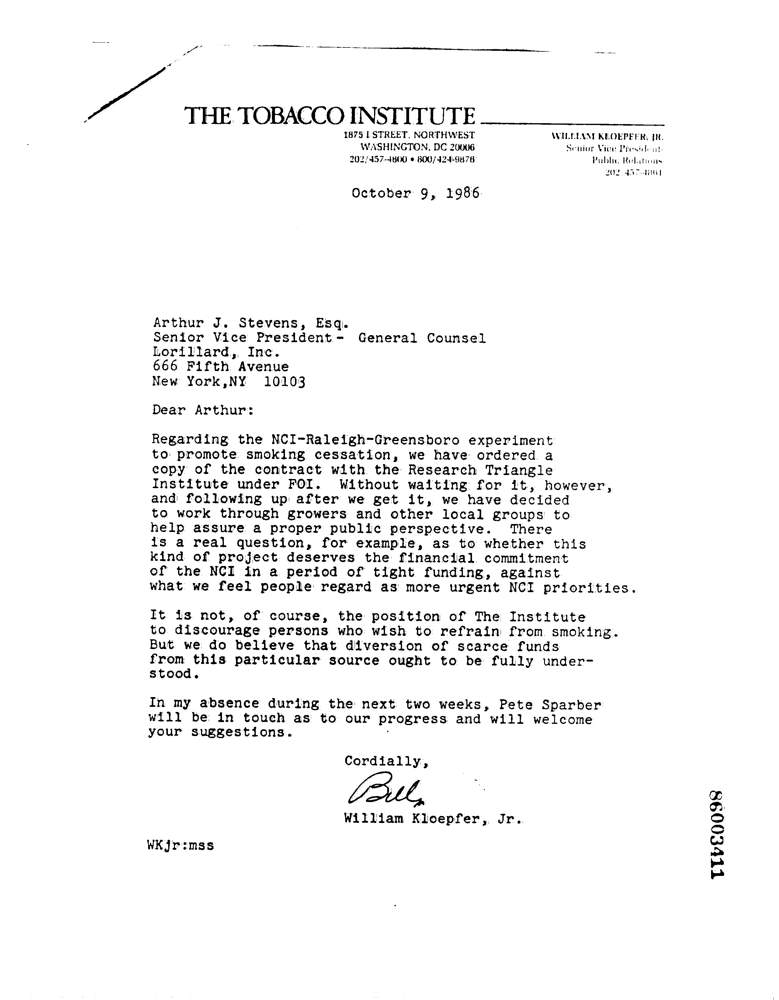 THE TOBACCO INSTITUTE
1875 I STREET, NORTHWEST
WASHINGTON, DC 20006
202/457-4800 • 800/424-9876
WILLIAM KLOEPFER, JR.
Senior Vice President
Public Relations
202 457-4861
October 9, 1986
Arthur J. Stevens, Esq.
Senior Vice President - General Counsel
Lorillard, Inc.
666 Fifth Avenue
New York,NY 10103
Dear Arthur:
Regarding the NCI-Raleigh-Greensboro experiment
to promote smoking cessation, we have ordered a
copy of the contract with the Research Triangle
Institute under FOI. Without waiting for it, however,
and following up after we get it, we have decided
to work through growers and other local groups to
help assure a proper public perspective. There
is a real question, for example, as to whether this
kind of project deserves the financial commitment
of the NCI in a period of tight funding, against
what we feel people regard as more urgent NCI priorities.
It is not, of course, the position of The Institute
to discourage persons who wish to refrain from smoking.
But we do believe that diversion of scarce funds
from this particular source ought to be fully under-
stood.
In my absence during the next two weeks, Pete Sparber
will be in touch as to our progress and will welcome
your suggestions.
Cordially,
Bill
William Kloepfer, Jr.
WKjr:mss
86003411